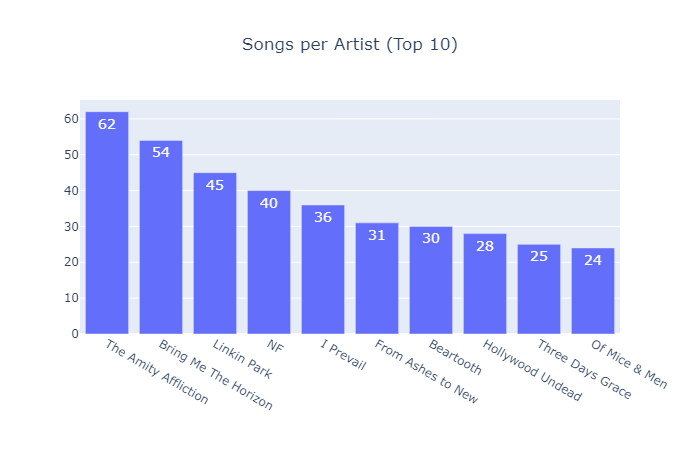 Songs per Artist (Top 10)
60
50
40
30
20
10
0
62
54
45
40
36
31
30
28
25
24
The Amity Affliction
Bring Me The Horizon
Linkin Park
NF
I Prevail
From Ashes to New
Beartooth
Hollywood Undead
Three Days Grace
Of Mice & Men